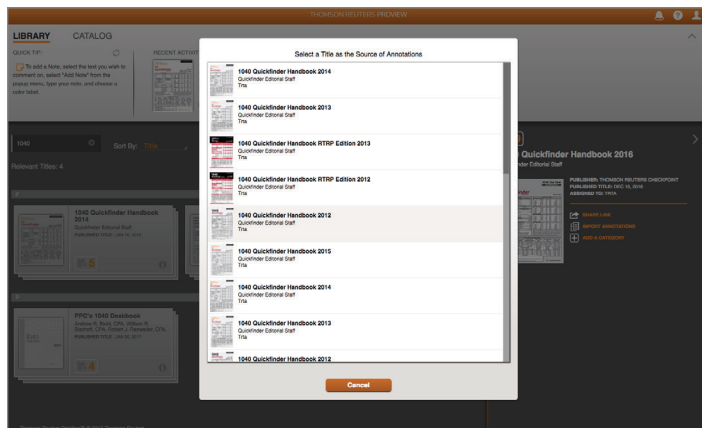 THOMSON REUTERS PROVIEW
LIBRARY CATALOG
QUICK TIP:
To add a Note, select the text you wish to
comment on, select "Add Note" from the
popup menu, type your note, and choose a
color label.
RECENT ACTIVIT
1040
Sort By: Title
Relevant Titles: 4
1040 Quickfinder Handbook
2014
Quickfinder Editorial Staff
PPC's 1040 Deskbook
Select a Title as the Source of Annotations
1040 Quickfinder Handbook 2014
Quickfinder Editorial Staff
Trta
1040 Quickfinder Handbook 2013
Quickfinder Editorial Staff
Trta
1040 Quickfinder Handbook RTRP Edition 2013
Quickfinder Editorial Staff
Trta
1040 Quickfinder Handbook RTRP Edition 2012
Quickfinder Editorial Staff
Trta
1040 Quickfinder Handbook 2012
Quickfinder Editorial Staff
Trta
1040 Quickfinder Handbook 2015
Quickfinder Editorial Staff
Trta
1040 Quickfinder Handbook 2014
Quickfinder Editorial Staff
Trta
1040 Quickfinder Handbook 2013
Quickfinder Editorial Staff
Trta
1040 Quickfinder Handbook 2012
Cancel
Quickfinder Handbook 2016
der Editorial Staff
PUBLISHER: THOMSON REUTERS CHECKPOINT
PUBLISHED TITLE: DEC 15, 2016
ASSIGNED TO: TRTA
SHARE LINK
IMPORT ANNOTATIONS
ADD A CATEGORY